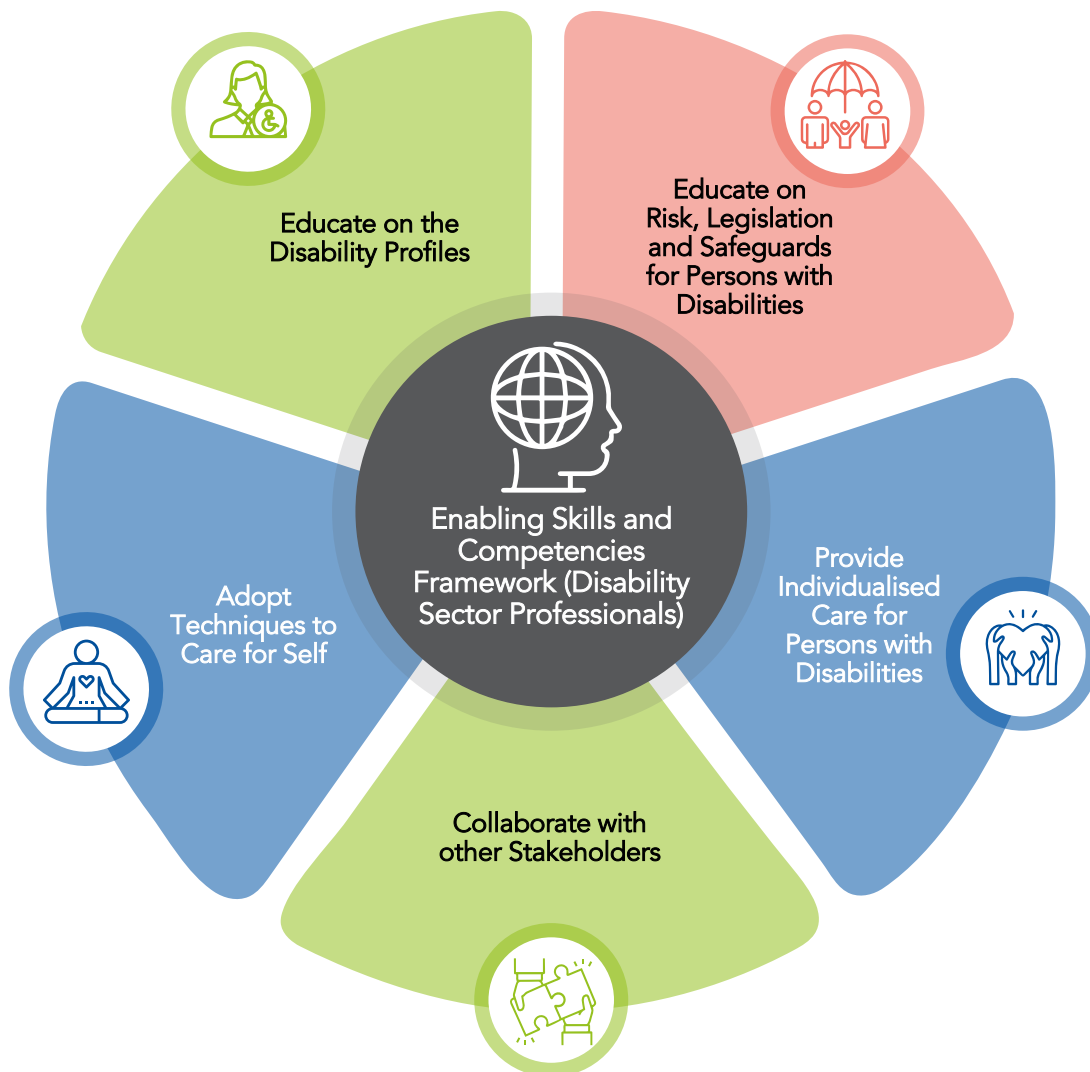 Educate on the
Disability Profiles
Educate on
Risk, Legislation
and Safeguards
for Persons with
Disabilities
Enabling Skills and
Competencies
Framework (Disability
Sector Professionals)
Adopt
Techniques to
Care for Self
Provide
Individualised
Care for
Persons with
Disabilities
Collaborate with
other Stakeholders